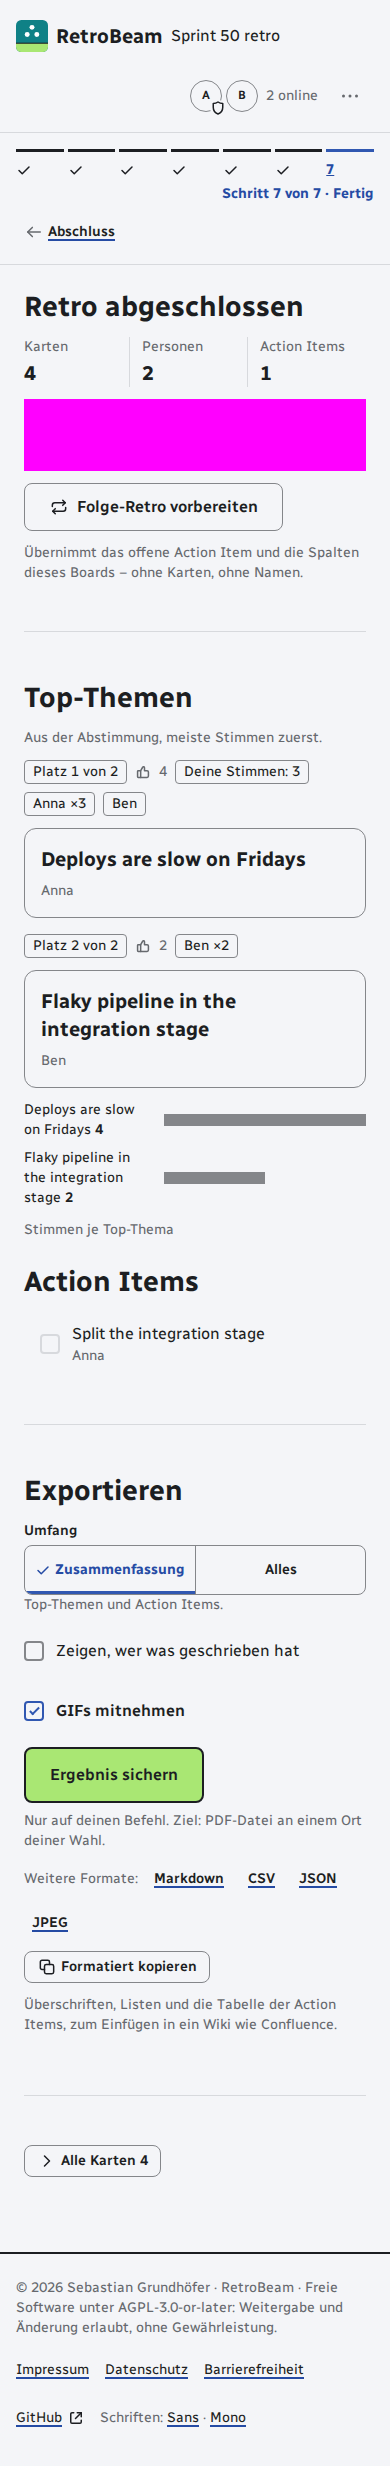 RetroBeam Sprint 50 retro
A B 2 online
7
Schritt 7 von 7 · Fertig
Abschluss
Retro abgeschlossen
Karten Personen Action Items
4 2 1
Folge-Retro vorbereiten
Übernimmt das offene Action Item und die Spalten
dieses Boards – ohne Karten, ohne Namen.
Top-Themen
Aus der Abstimmung, meiste Stimmen zuerst.
Platz 1 von 2 4 Deine Stimmen: 3
Anna ×3 Ben
Deploys are slow on Fridays
Anna
Platz 2 von 2 2 Ben ×2
Flaky pipeline in the
integration stage
Ben
Deploys are slow
on Fridays 4
Flaky pipeline in
the integration
stage 2
Stimmen je Top-Thema
Action Items
Split the integration stage
Anna
Exportieren
Umfang
Zusammenfassung Alles
Top-Themen und Action Items.
Zeigen, wer was geschrieben hat
GIFs mitnehmen
Ergebnis sichern
Nur auf deinen Befehl. Ziel: PDF-Datei an einem Ort
deiner Wahl.
Weitere Formate: Markdown CSV JSON
JPEG
Formatiert kopieren
Überschriften, Listen und die Tabelle der Action
Items, zum Einfügen in ein Wiki wie Confluence.
Alle Karten 4
© 2026 Sebastian Grundhöfer · RetroBeam · Freie
Software unter AGPL-3.0-or-later: Weitergabe und
Änderung erlaubt, ohne Gewährleistung.
Impressum Datenschutz Barrierefreiheit
GitHub Schriften: Sans · Mono